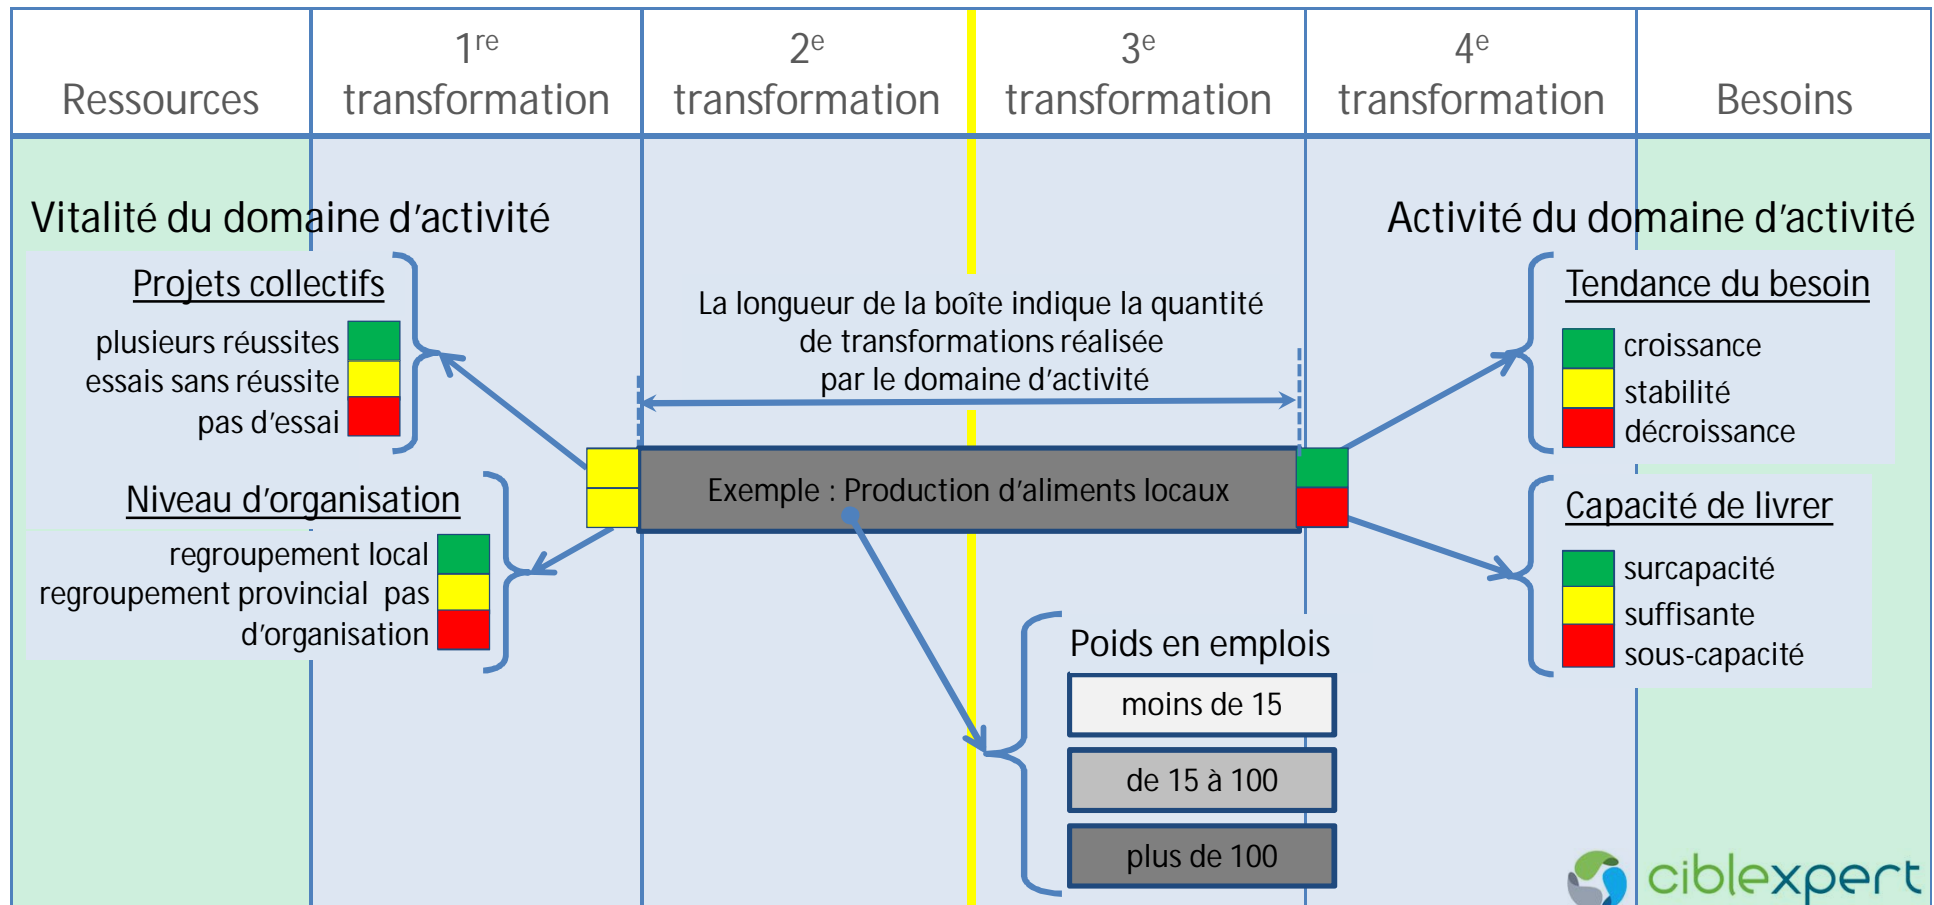 Ressources
1re
transformation
2e
transformation
3e
transformation
4e
transformation
Besoins
Vitalité du domaine d'activité
Projets collectifs
plusieurs réussites
essais sans réussite
pas d'essai
Niveau d'organisation
regroupement local
regroupement provincial pas
d'organisation
La longueur de la boîte indique la quantité
de transformations réalisée
par le domaine d'activité
Exemple : Production d'aliments locaux
Poids en emplois
moins de 15
de 15 à 100
plus de 100
Activité du domaine d'activité
Tendance du besoin
croissance
stabilité
décroissance
Capacité de livrer
surcapacité
suffisante
sous-capacité
ciblexpert